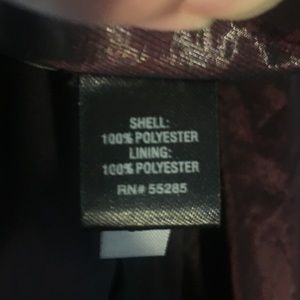 SHELL:
100% POLYESTER
LINING:
100% POLYESTER
RN# 55285